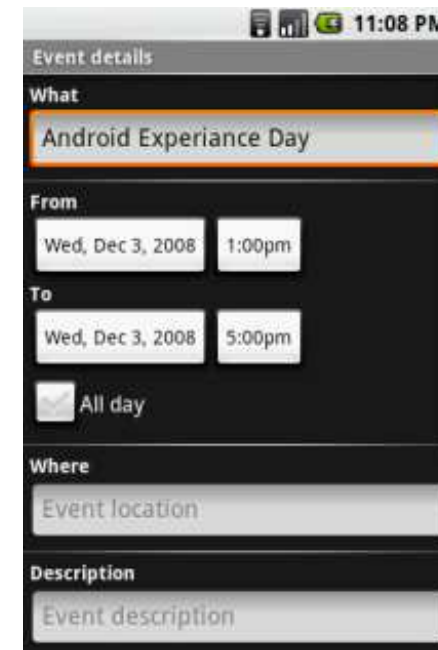 11:08 PM
Event details
What
Android Experiance Day
From
Wed, Dec 3, 2008 1:00pm
To
Wed, Dec 3, 2008 5:00pm
All day
Where
Event location
Description
Event description